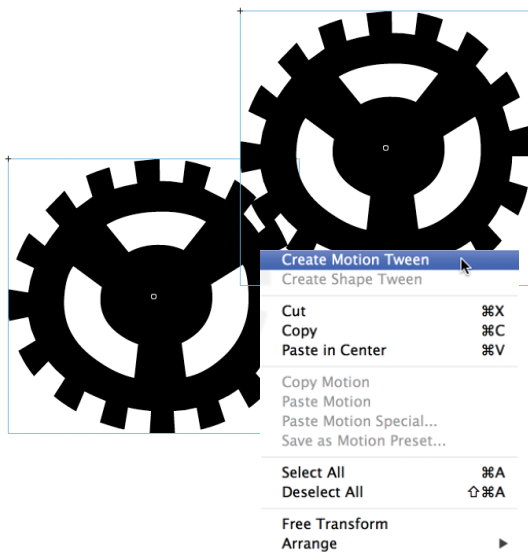 Create Motion Tween
Create Shape Tween
Cut ⌘X
Copy ⌘C
Paste in Center ⌘V
Copy Motion
Paste Motion
Paste Motion Special...
Save as Motion Preset...
Select All ⌘A
Deselect All ⇧⌘A
Free Transform
Arrange ▶